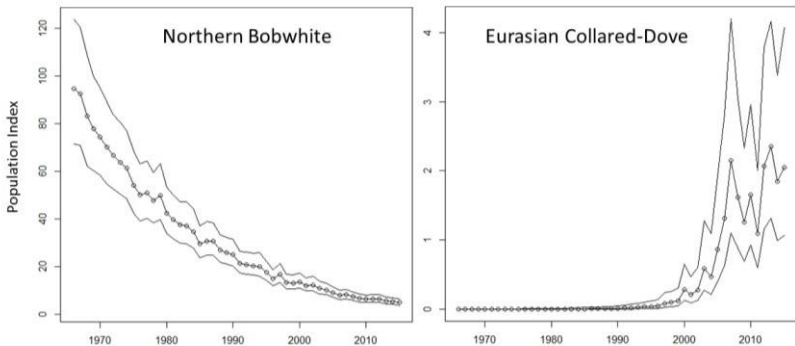 Northern Bobwhite
Eurasian Collared-Dove
Population Index
120
100
80
60
40
20
0
1970 1980 1990 2000 2010
4
3
2
1
0
1970 1980 1990 2000 2010